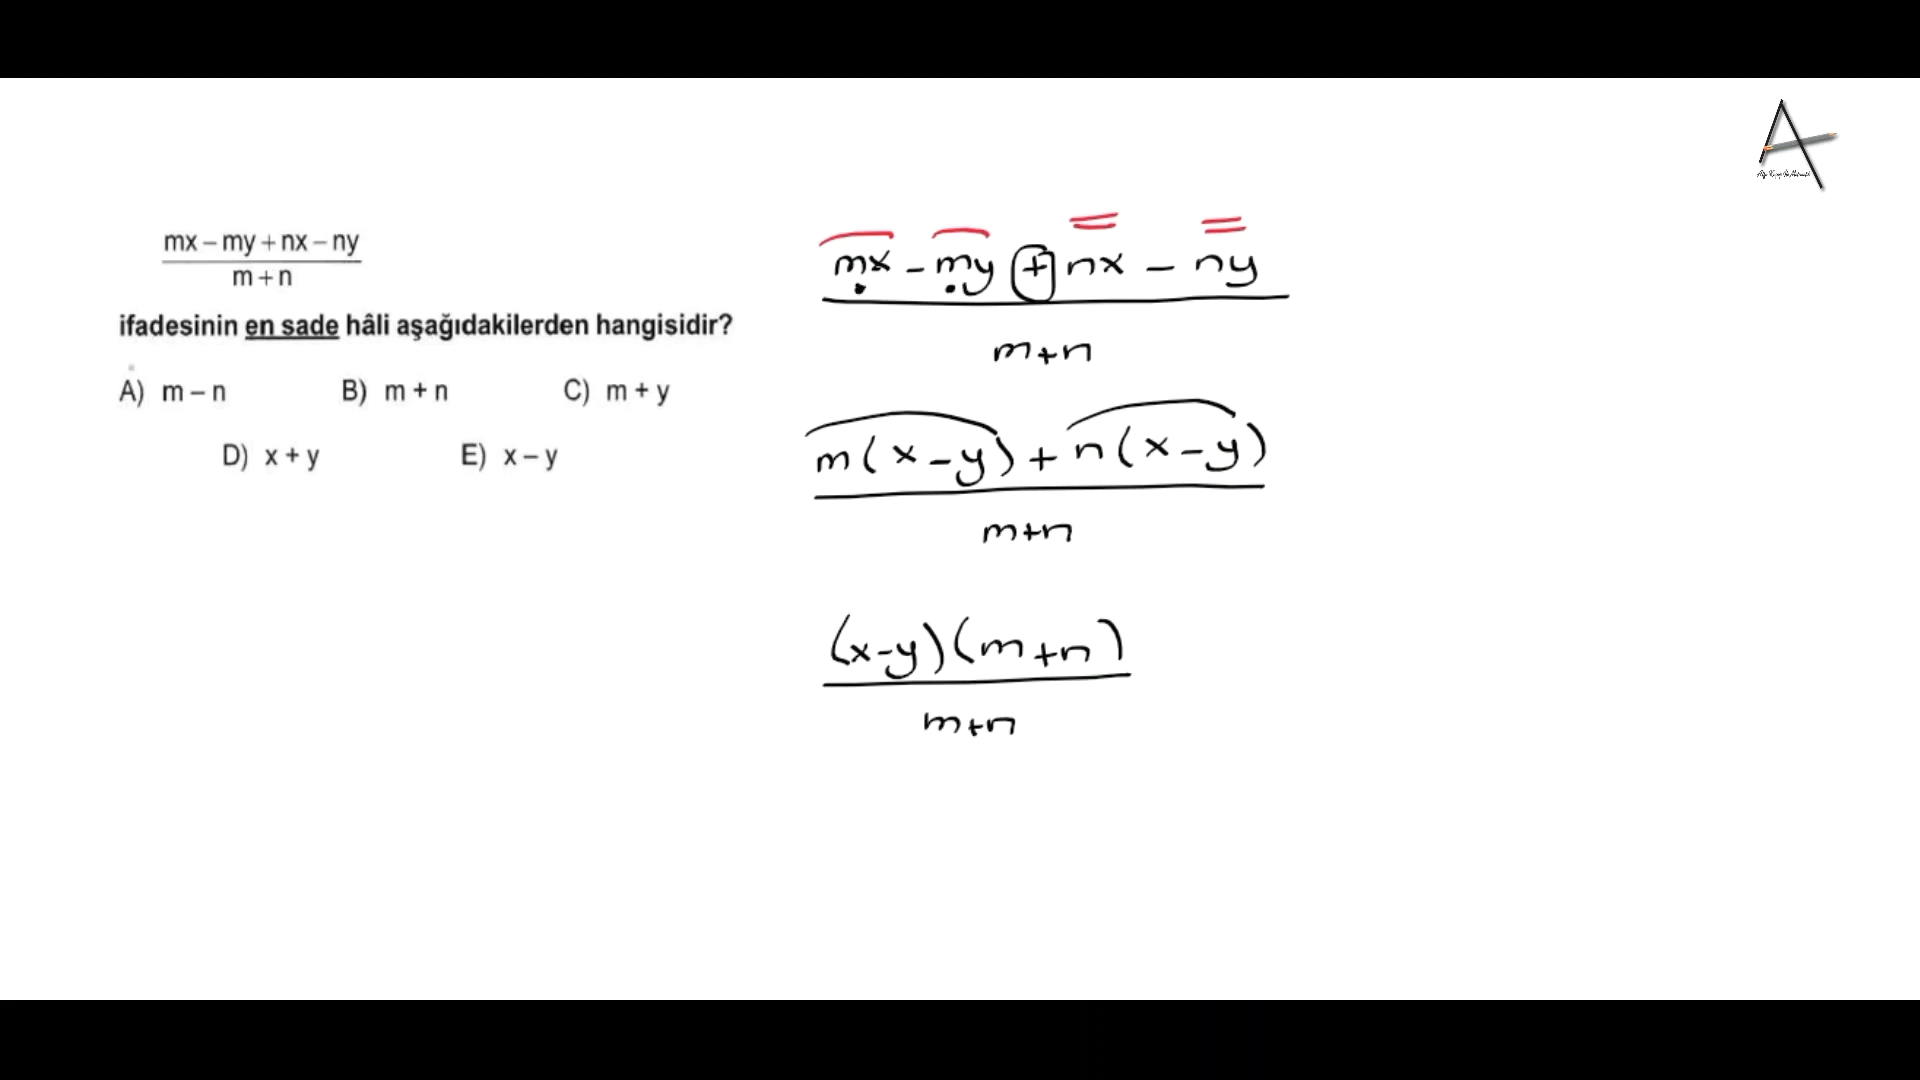 mx – my + nx – ny
m + n
ifadesinin en sade hâli aşağıdakilerden hangisidir?
A) m – n B) m + n C) m + y
D) x + y E) x – y
mx - my + nx - ny
m+n
m(x-y) + n(x-y)
m+n
(x-y)(m+n)
m+n